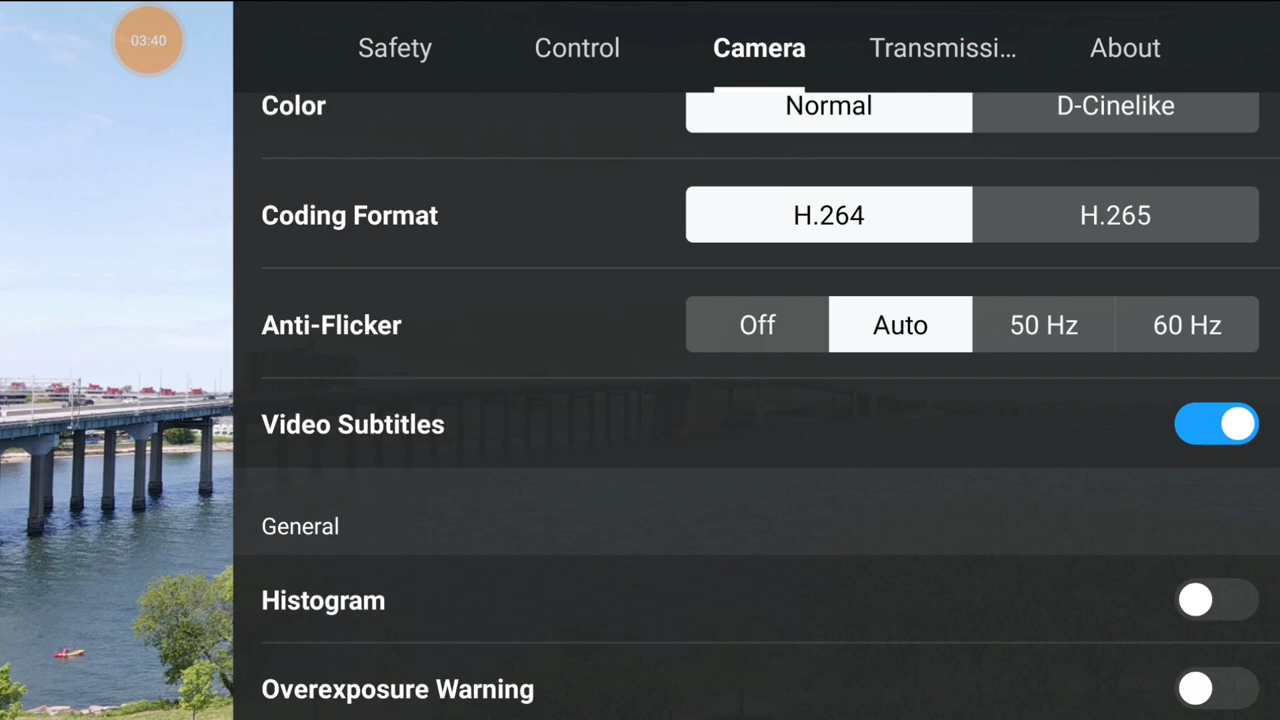 03:40
Safety Control Camera Transmissi... About
Color Normal D-Cinelike
Coding Format H.264 H.265
Anti-Flicker Off Auto 50 Hz 60 Hz
Video Subtitles
General
Histogram
Overexposure Warning